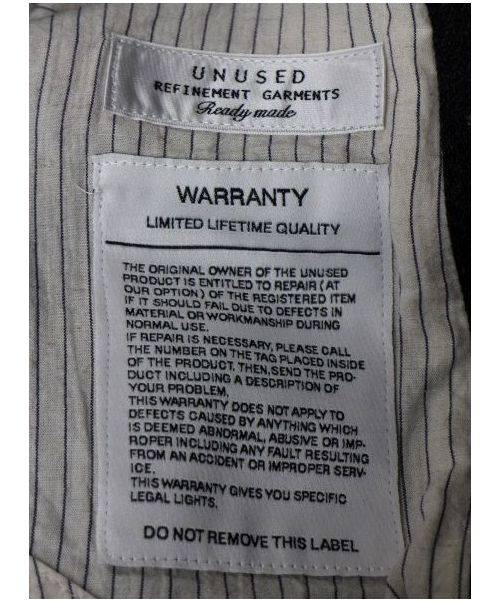 UNUSED
REFINEMENT GARMENTS
Ready made
WARRANTY
LIMITED LIFETIME QUALITY
THE ORIGINAL OWNER OF THE UNUSED
PRODUCT IS ENTITLED TO REPAIR (AT
OUR OPTION) OF THE REGISTERED ITEM
IF IT SHOULD FAIL DUE TO DEFECTS IN
MATERIAL OR WORKMANSHIP DURING
NORMAL USE.
IF REPAIR IS NECESSARY, PLEASE CALL
THE NUMBER ON THE TAG PLACED INSIDE
OF THE PRODUCT, THEN, SEND THE PRO-
DUCT INCLUDING A DESCRIPTION OF
YOUR PROBLEM.
THIS WARRANTY DOES NOT APPLY TO
DEFECTS CAUSED BY ANYTHING WHICH
IS DEEMED ABNORMAL, ABUSIVE OR IMP-
ROPER INCLUDING ANY FAULT RESULTING
FROM AN ACCIDENT OR IMPROPER SERV-
ICE.
THIS WARRANTY GIVES YOU SPECIFIC
LEGAL LIGHTS.
DO NOT REMOVE THIS LABEL